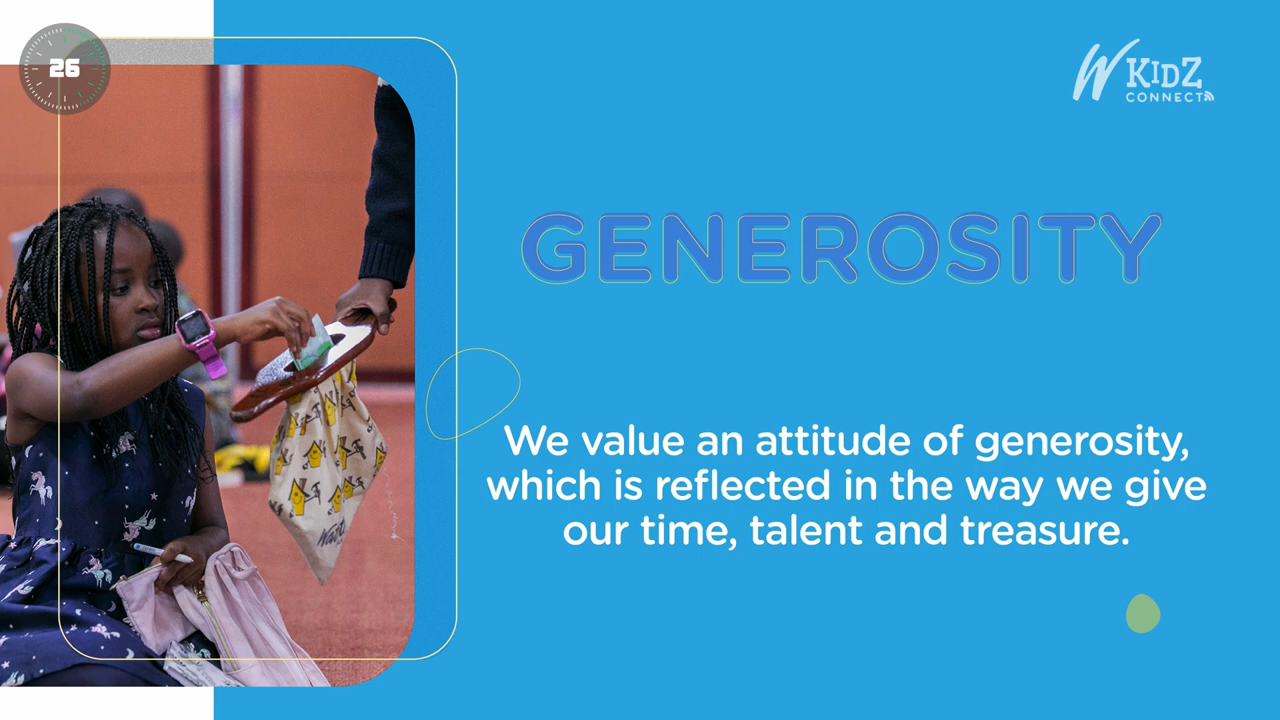 26
W KIDZ
CONNECT
GENEROSITY
We value an attitude of generosity,
which is reflected in the way we give
our time, talent and treasure.